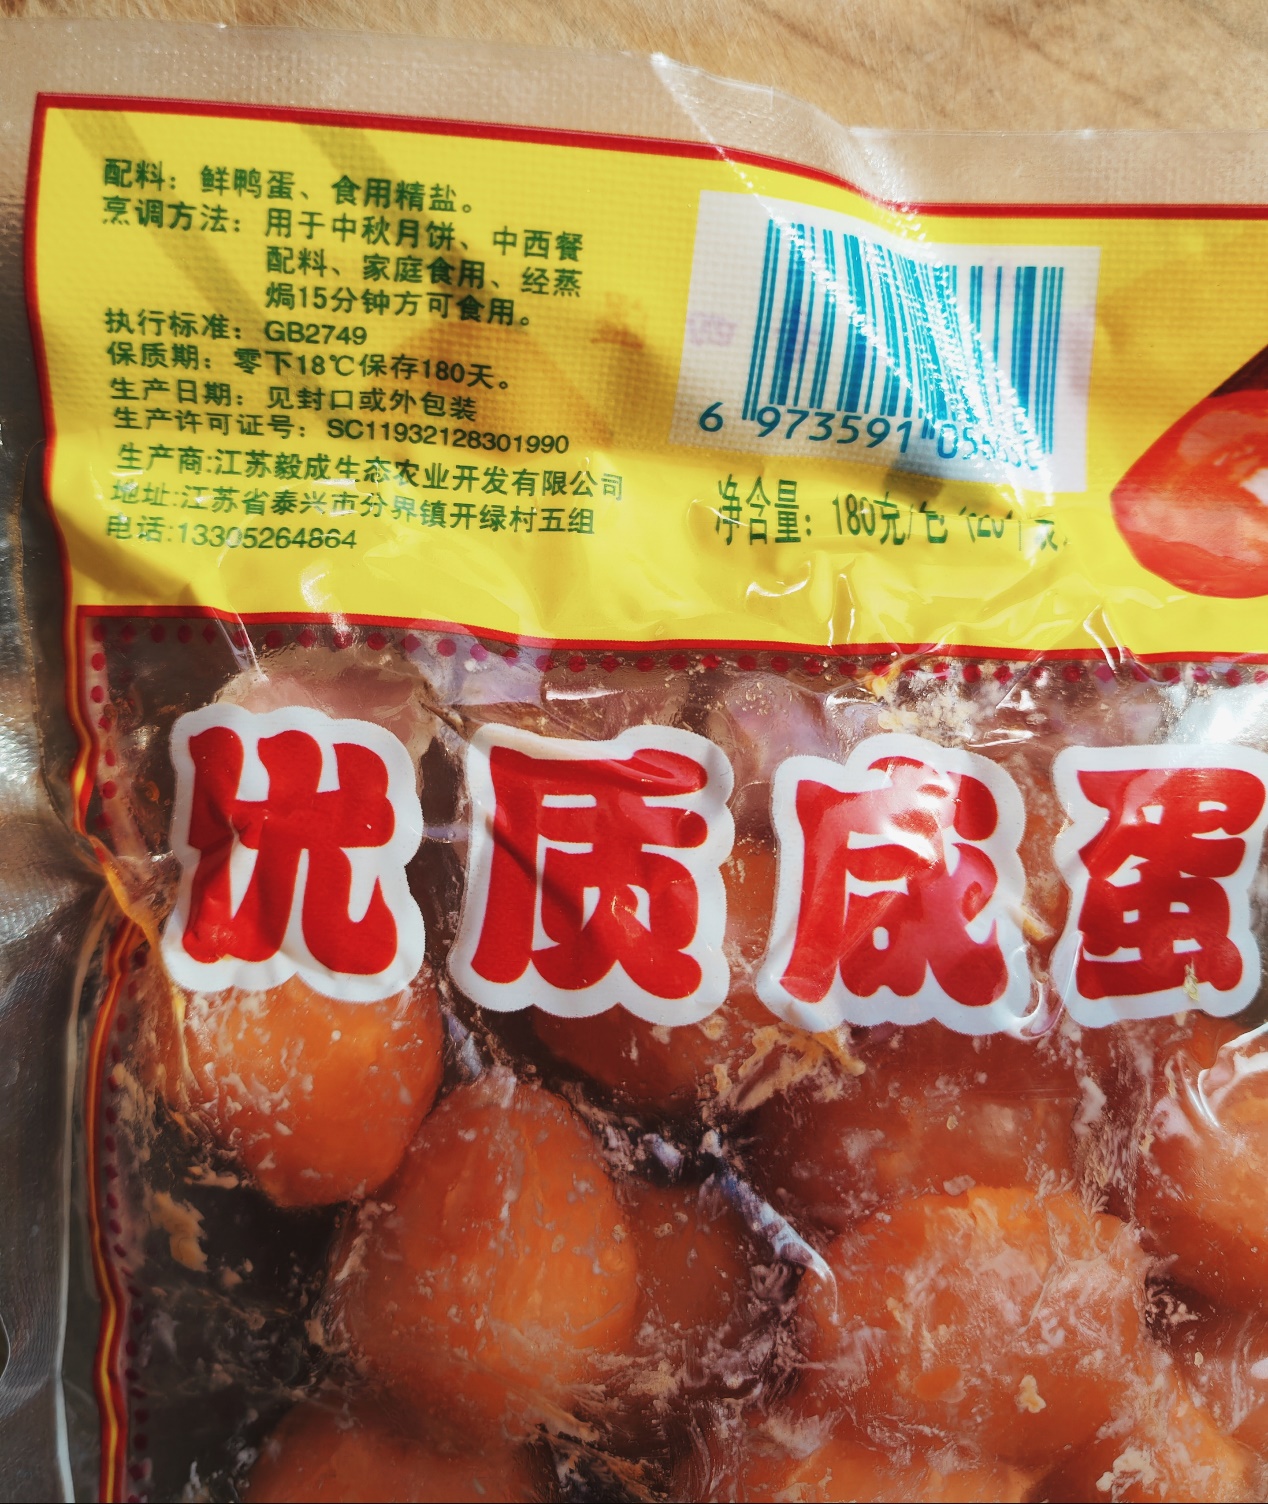 配料：鲜鸭蛋、食用精盐。
烹调方法：用于中秋月饼、中西餐
配料、家庭食用、经蒸
焗15分钟方可食用。
执行标准：GB2749
保质期：零下18℃保存180天。
生产日期：见封口或外包装
生产许可证号：SC11932128301990
生产商:江苏毅成生态农业开发有限公司
地址:江苏省泰兴市分界镇开绿村五组
电话:13305264864
6 973591
净含量：180克/包
优质咸蛋